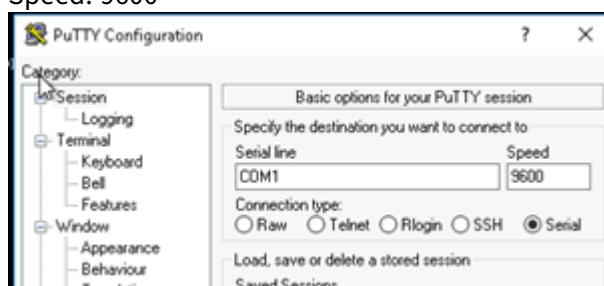 Speed: 9600
PuTTY Configuration ? ×
Category:
Session
Logging
Terminal
Keyboard
Bell
Features
Window
Appearance
Behaviour
Basic options for your PuTTY session
Specify the destination you want to connect to
Serial line Speed
COM1 9600
Connection type:
Raw Telnet Rlogin SSH Serial
Load, save or delete a stored session
Saved Sessions